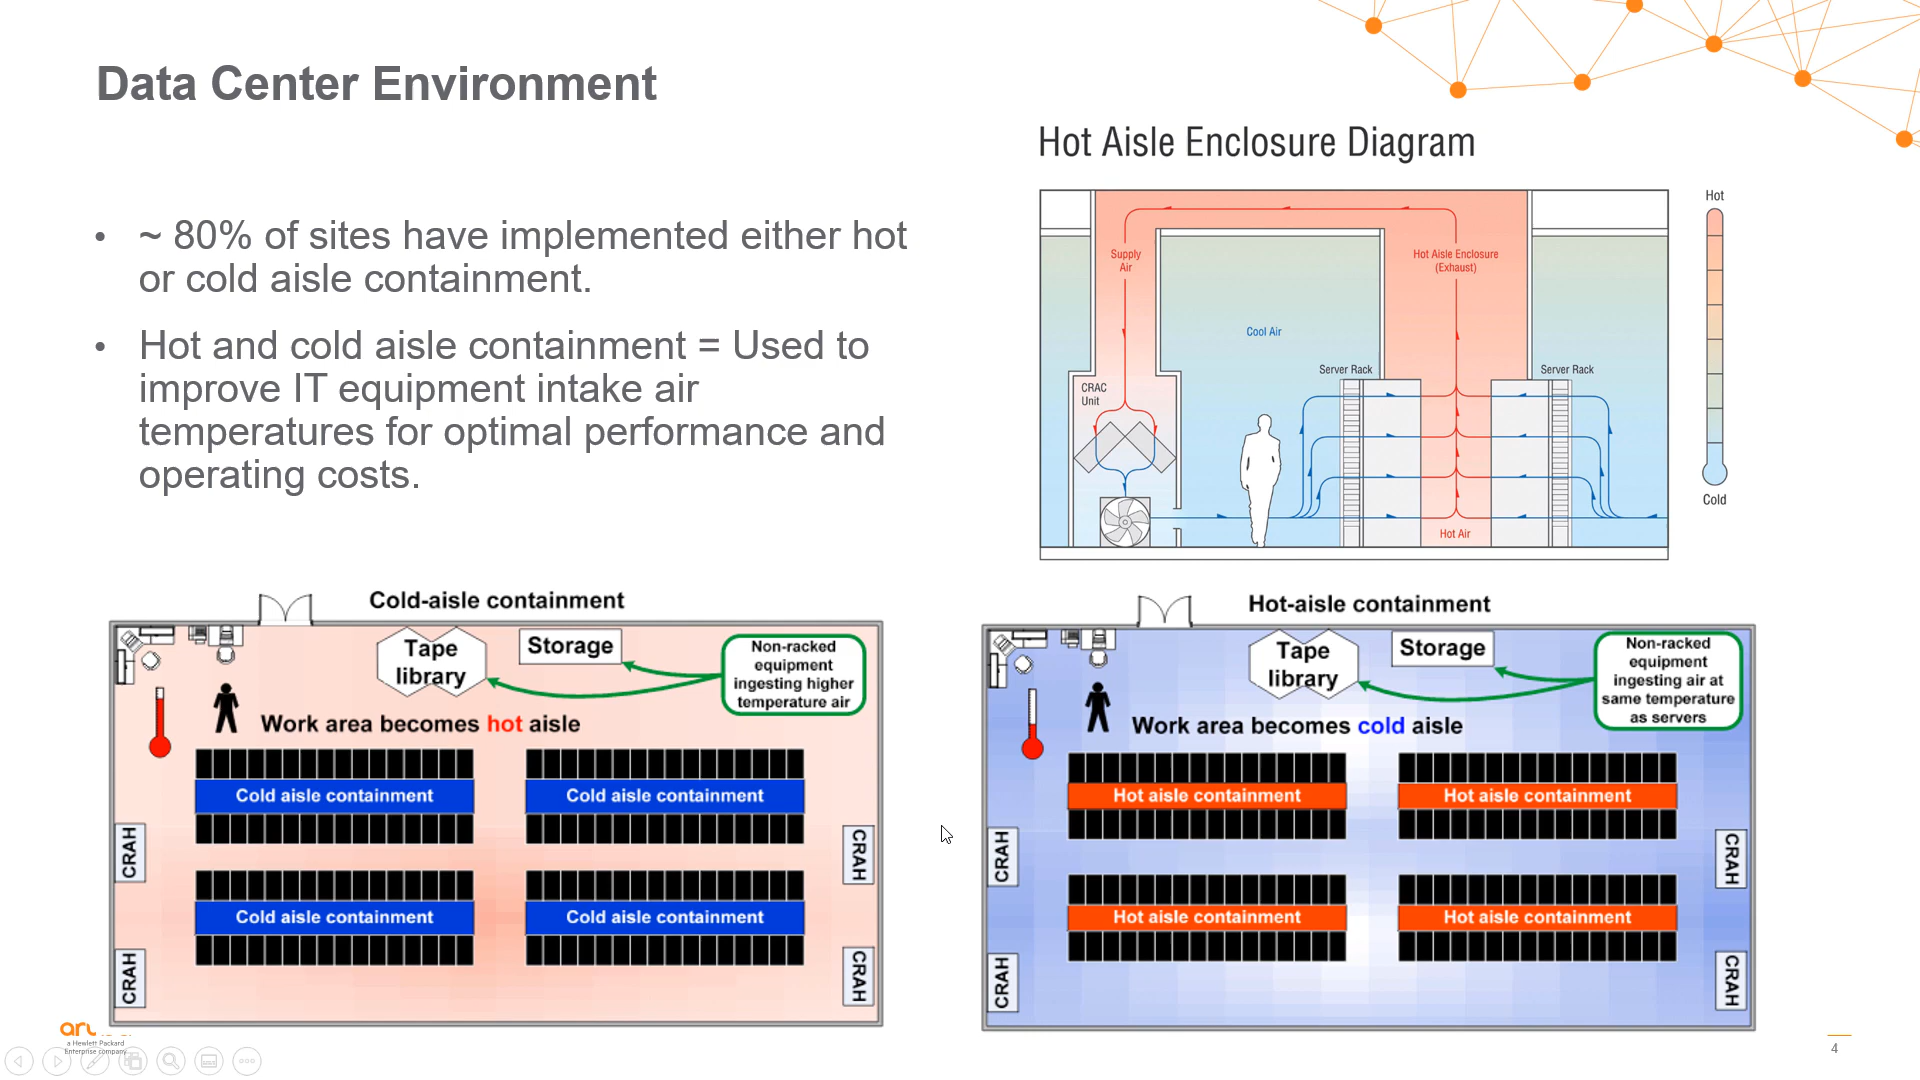 Data Center Environment
• ~ 80% of sites have implemented either hot
or cold aisle containment.
• Hot and cold aisle containment = Used to
improve IT equipment intake air
temperatures for optimal performance and
operating costs.
Hot Aisle Enclosure Diagram
Hot
Supply
Air
Hot Aisle Enclosure
(Exhaust)
Cool Air
Server Rack
Server Rack
CRAC
Unit
Hot Air
Cold
Cold-aisle containment
Tape
library
Storage
Non-racked
equipment
ingesting higher
temperature air
Work area becomes hot aisle
Cold aisle containment
Cold aisle containment
CRAH
CRAH
Cold aisle containment
Cold aisle containment
CRAH
CRAH
Hot-aisle containment
Tape
library
Storage
Non-racked
equipment
ingesting air at
same temperature
as servers
Work area becomes cold aisle
Hot aisle containment
Hot aisle containment
CRAH
CRAH
Hot aisle containment
Hot aisle containment
CRAH
CRAH
a Hewlett Packard
Enterprise company
4